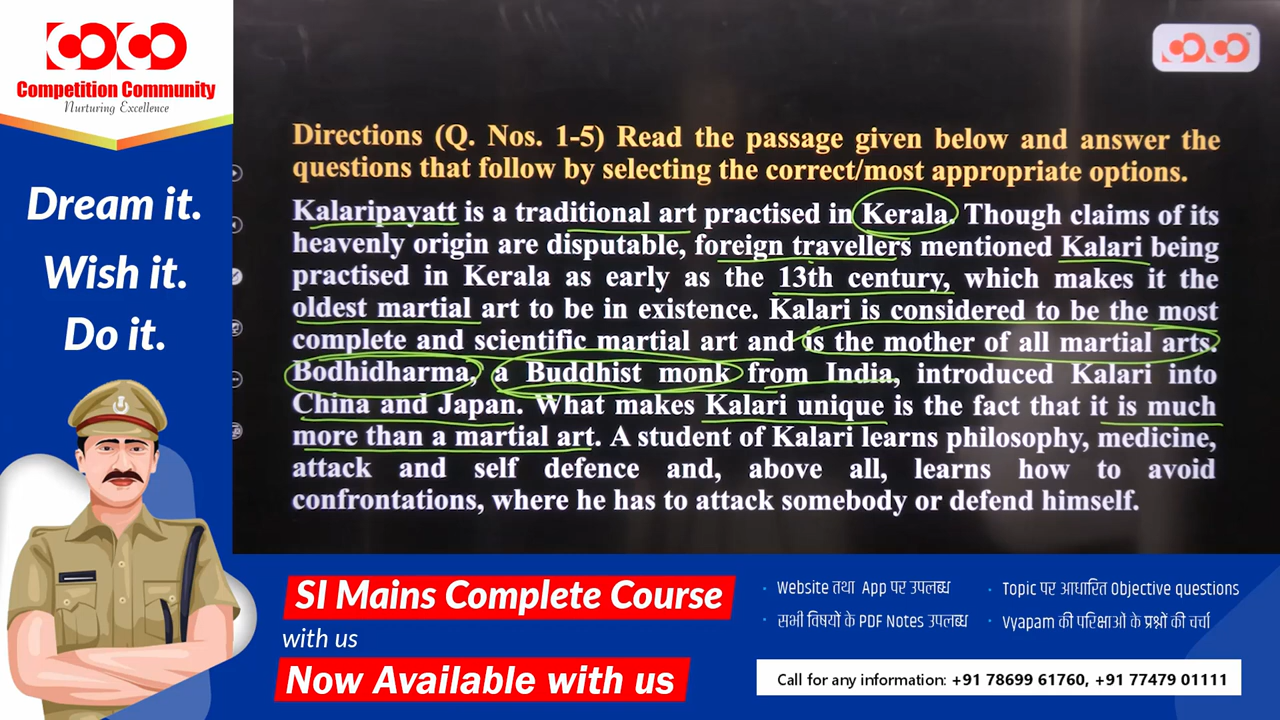 COCO
Competition Community
Nurturing Excellence
Dream it.
Wish it.
Do it.
COCO
Directions (Q. Nos. 1-5) Read the passage given below and answer the
questions that follow by selecting the correct/most appropriate options.
Kalaripayatt is a traditional art practised in Kerala. Though claims of its
heavenly origin are disputable, foreign travellers mentioned Kalari being
practised in Kerala as early as the 13th century, which makes it the
oldest martial art to be in existence. Kalari is considered to be the most
complete and scientific martial art and is the mother of all martial arts.
Bodhidharma, a Buddhist monk from India, introduced Kalari into
China and Japan. What makes Kalari unique is the fact that it is much
more than a martial art. A student of Kalari learns philosophy, medicine,
attack and self defence and, above all, learns how to avoid
confrontations, where he has to attack somebody or defend himself.
SI Mains Complete Course
with us
Now Available with us
· Website तथा App पर उपलब्ध
· Topic पर आधारित Objective questions
· सभी विषयों के PDF Notes उपलब्ध
· Vyapam की परिक्षाओं के प्रश्नों की चर्चा
Call for any information: +91 78699 61760, +91 77479 01111